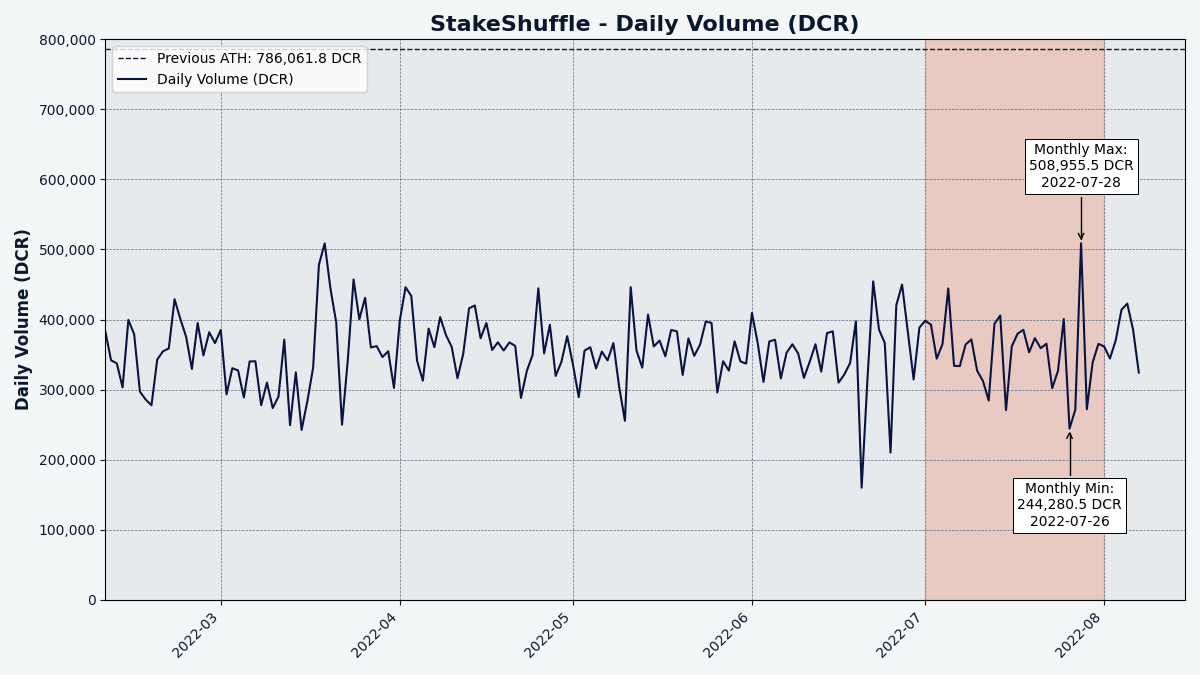 StakeShuffle - Daily Volume (DCR)
Previous ATH: 786,061.8 DCR
Daily Volume (DCR)
Daily Volume (DCR)
800,000
700,000
600,000
500,000
400,000
300,000
200,000
100,000
0
Monthly Max:
508,955.5 DCR
2022-07-28
Monthly Min:
244,280.5 DCR
2022-07-26
2022-03
2022-04
2022-05
2022-06
2022-07
2022-08